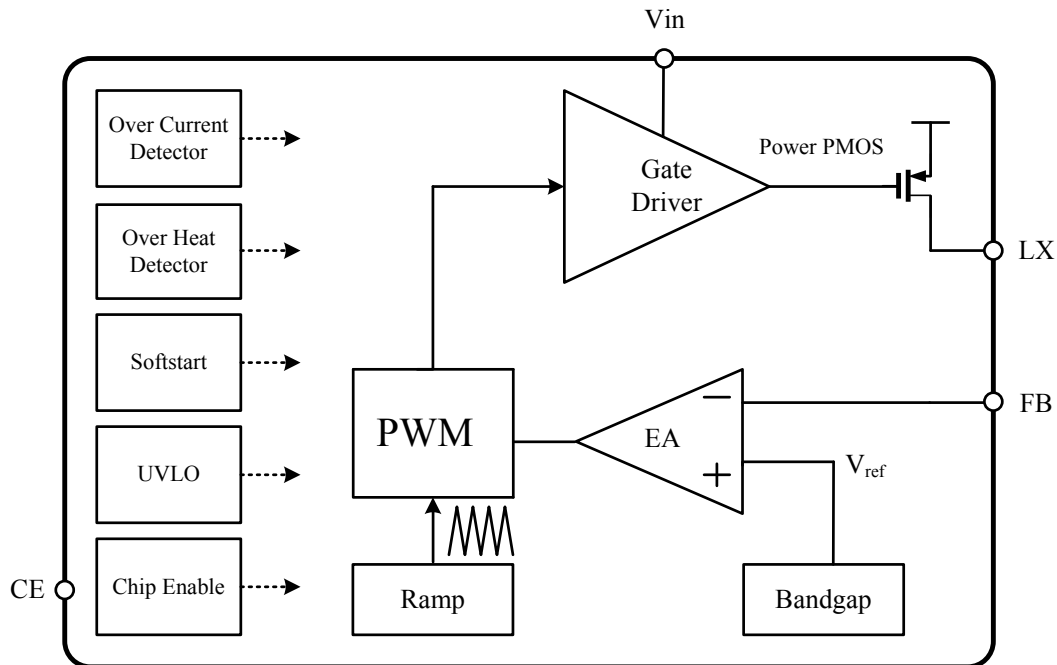 Vin
Over Current
Detector
Power PMOS
Gate
Driver
Over Heat
Detector
LX
Softstart
FB
PWM
EA
−
+
Vref
UVLO
CE
Chip Enable
Ramp
Bandgap